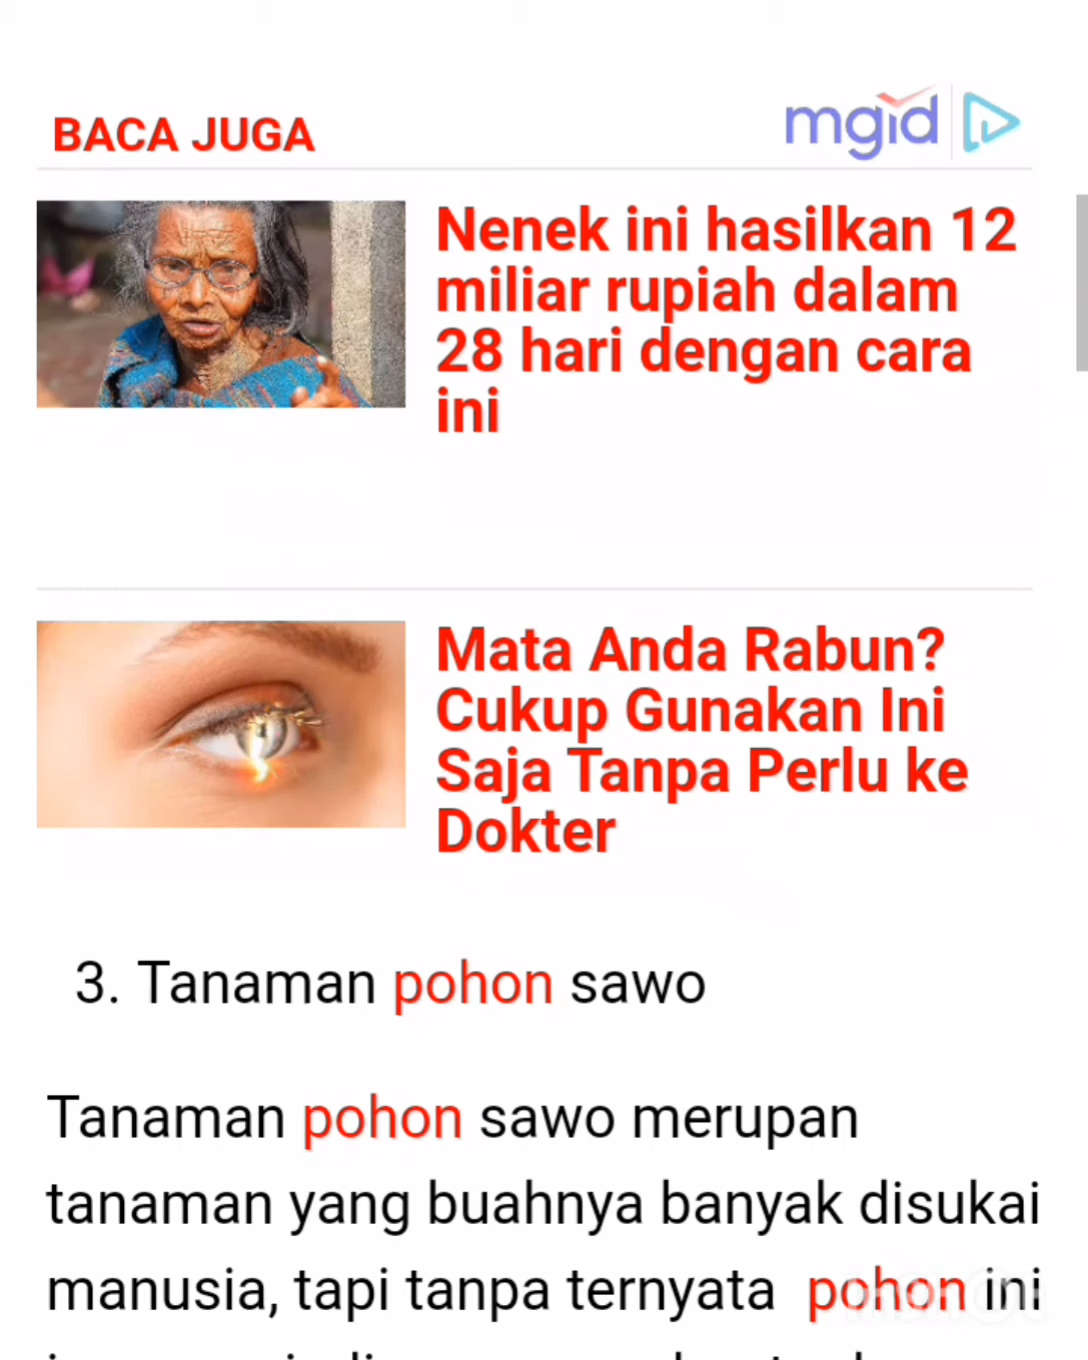 BACA JUGA
mgid
Nenek ini hasilkan 12
miliar rupiah dalam
28 hari dengan cara
ini
Mata Anda Rabun?
Cukup Gunakan Ini
Saja Tanpa Perlu ke
Dokter
3. Tanaman pohon sawo
Tanaman pohon sawo merupan
tanaman yang buahnya banyak disukai
manusia, tapi tanpa ternyata pohon ini